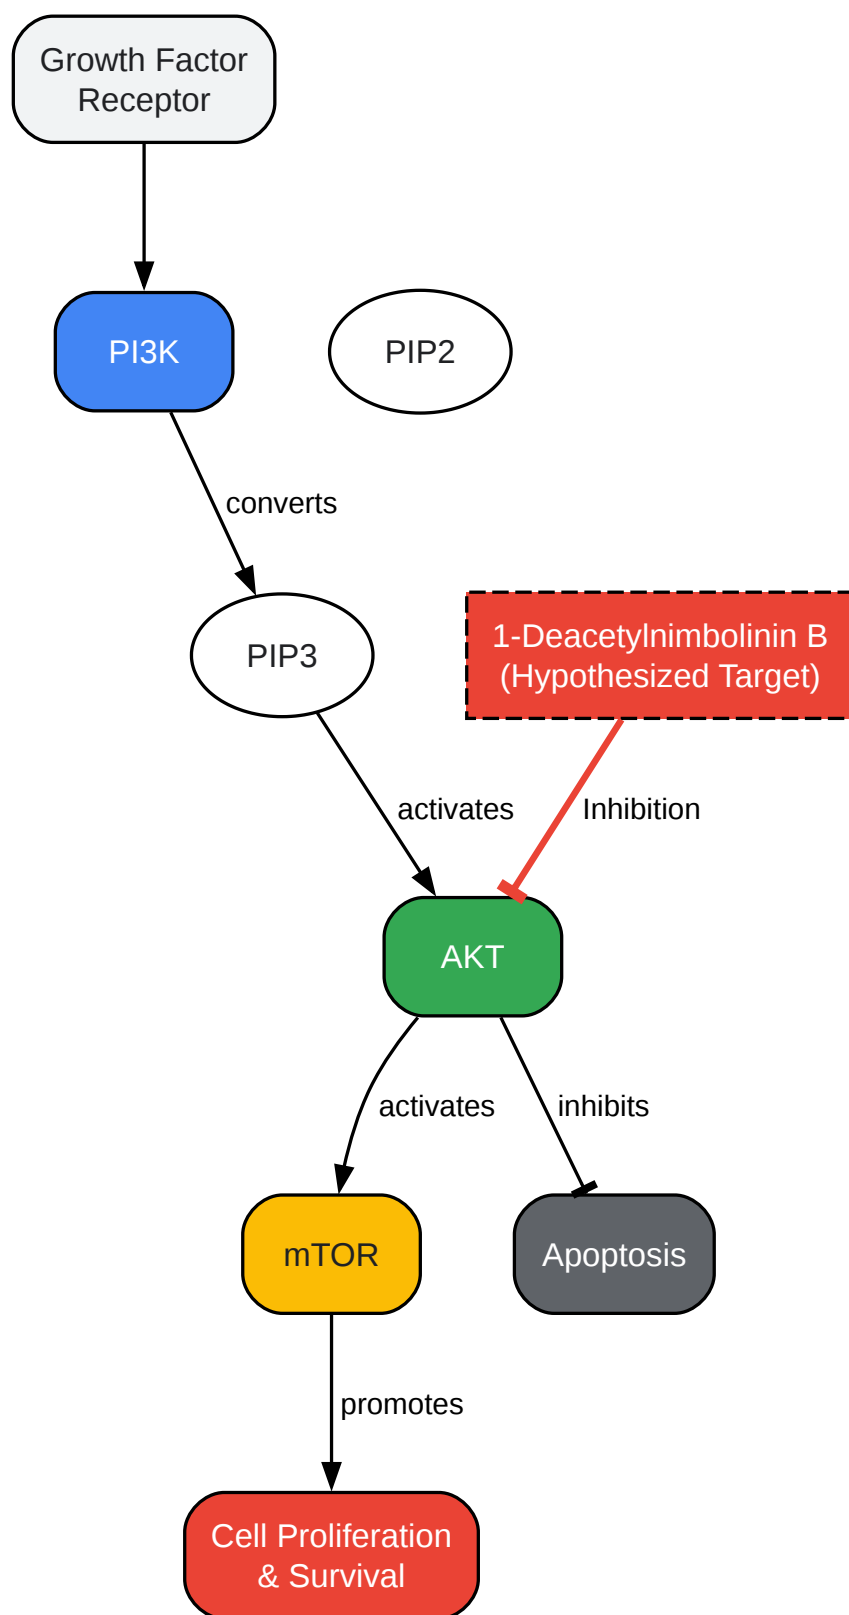 Growth Factor
Receptor
PI3K
PIP2
converts
PIP3
1-Deacetylnimbolinin B
(Hypothesized Target)
activates
Inhibition
AKT
activates
inhibits
mTOR
Apoptosis
promotes
Cell Proliferation
& Survival